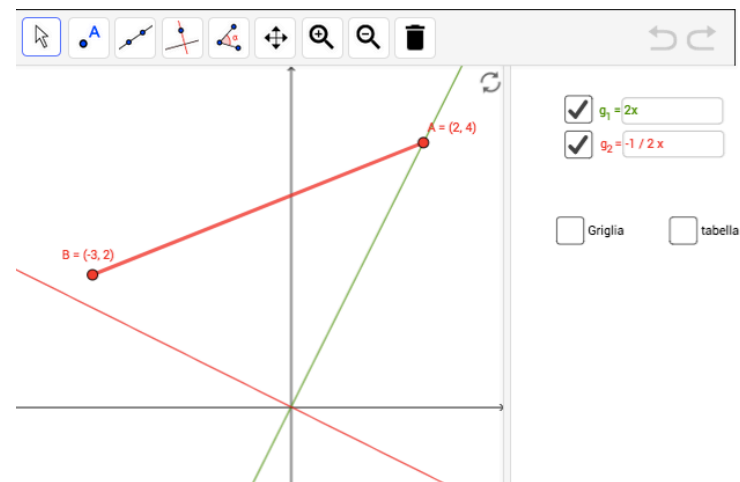 A
α
A = (2, 4)
B = (-3, 2)
g₁ = 2x
g₂ = -1 / 2 x
Griglia
tabella